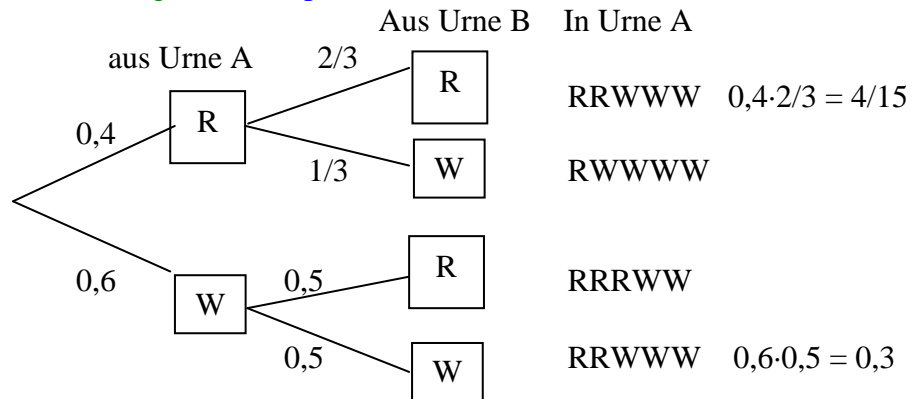 Aus Urne B In Urne A
aus Urne A
2/3
R
RRWWW 0,4·2/3 = 4/15
R
0,4
1/3
W
RWWWW
0,6
W
0,5
R
RRRWW
0,5
W
RRWWW 0,6·0,5 = 0,3